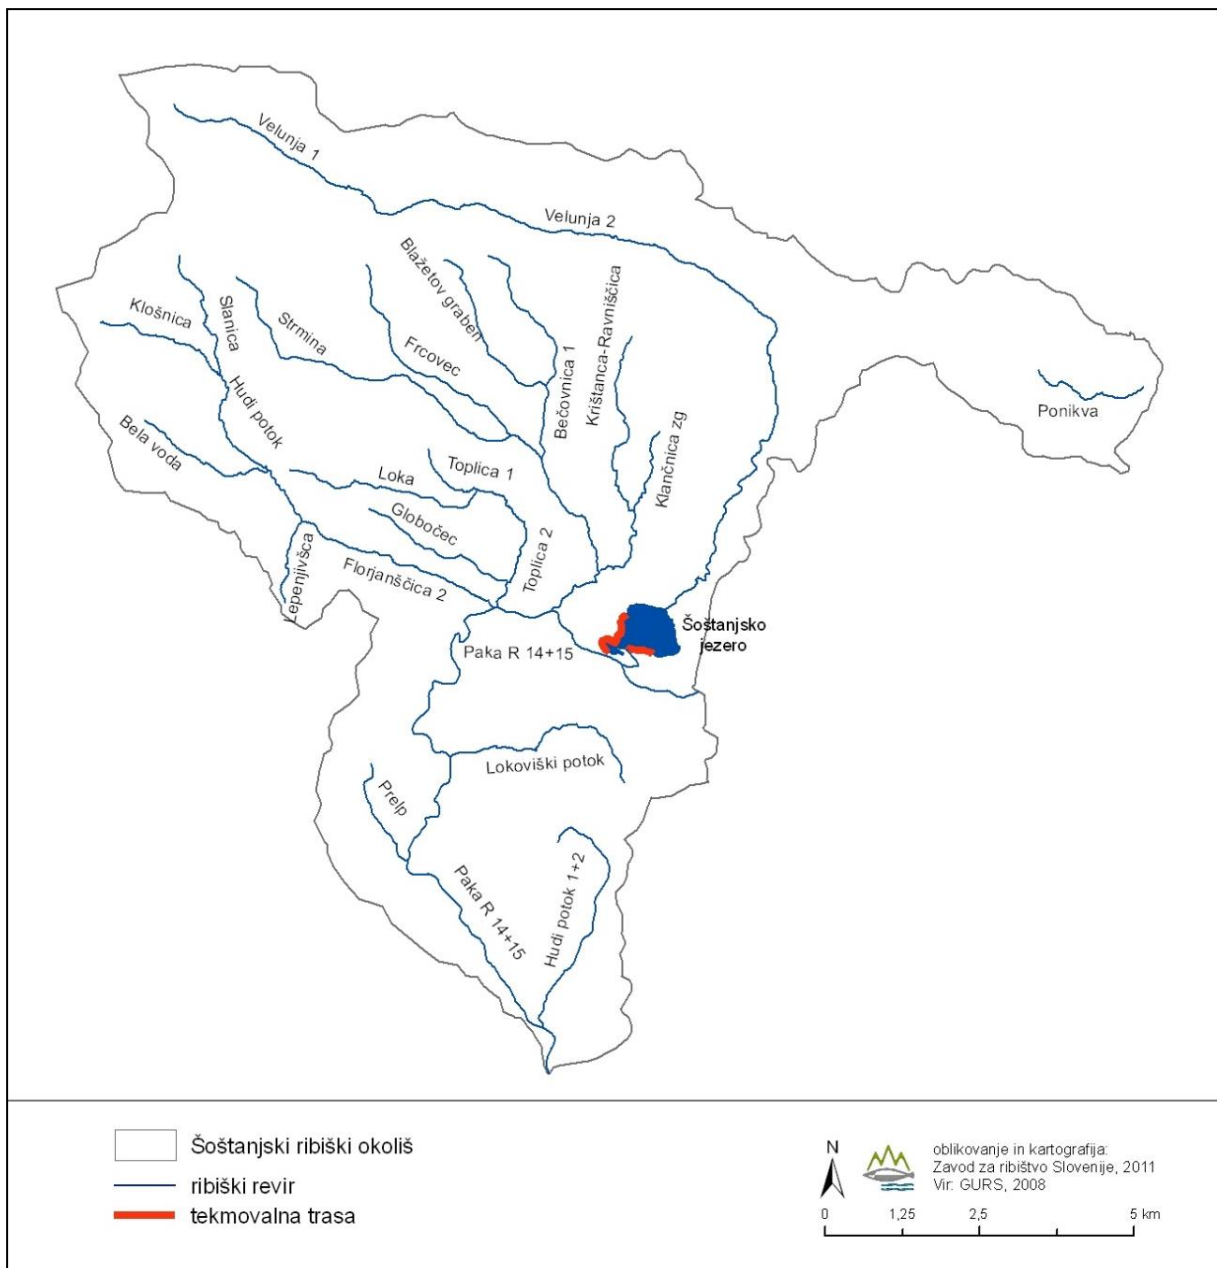 Velunja 1
Velunja 2
Blažetov graben
Krištanca-Ravniščica
Klošnica
Slanica
Strmina
Frcovec
Bečovnica 1
Ponikva
Hudi potok
Bela voda
Loka
Toplica 1
Klančnica zg
Globočec
Toplica 2
Lepenjivšca
Florjanščica 2
Šoštanjsko
jezero
Paka R 14+15
Lokoviški potok
Prelp
Paka R 14+15
Hudi potok 1+2
Šoštanjski ribiški okoliš
ribiški revir
tekmovalna trasa
N
oblikovanje in kartografija:
Zavod za ribištvo Slovenije, 2011
Vir: GURS, 2008
0 1,25 2,5 5 km